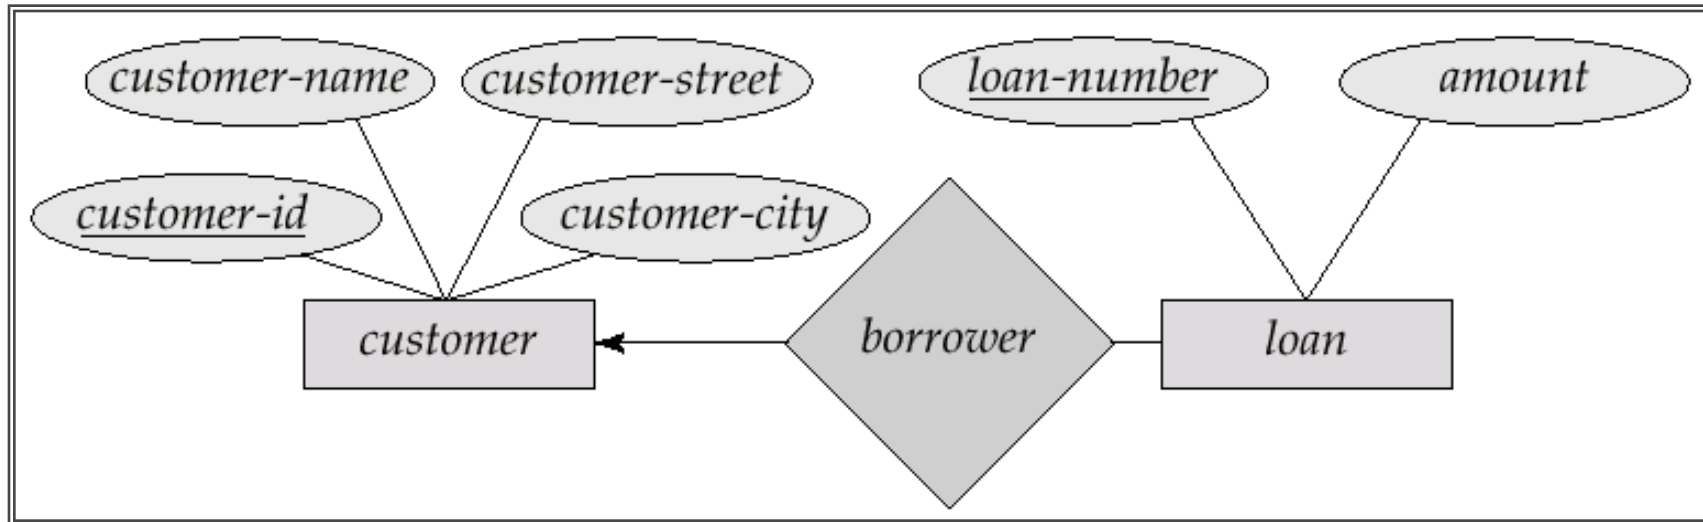 customer-name
customer-street
loan-number
amount
customer-id
customer-city
customer
borrower
loan